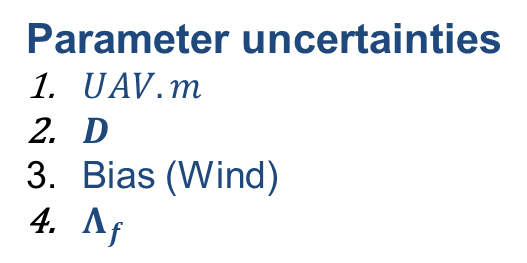 Parameter uncertainties
1. UAV.m
2. D
3. Bias (Wind)
4. Λ_f